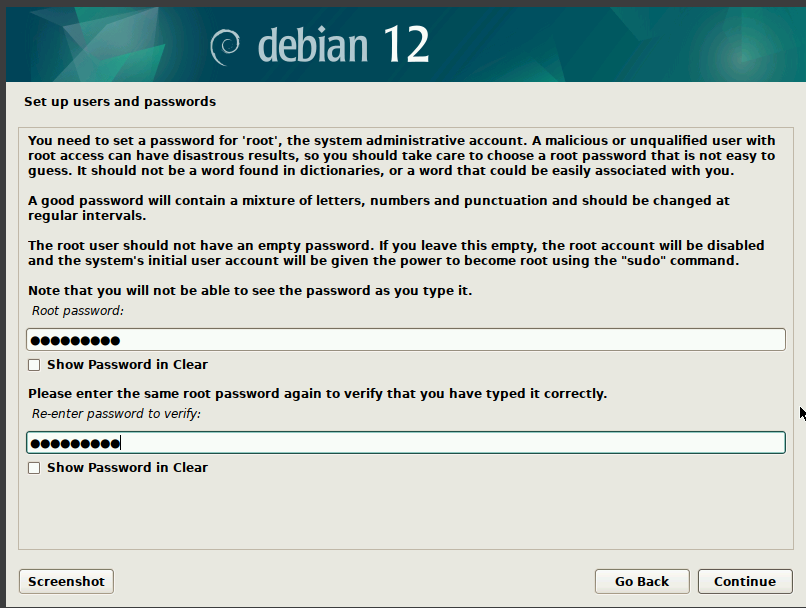 debian 12
Set up users and passwords
You need to set a password for 'root', the system administrative account. A malicious or unqualified user with
root access can have disastrous results, so you should take care to choose a root password that is not easy to
guess. It should not be a word found in dictionaries, or a word that could be easily associated with you.
A good password will contain a mixture of letters, numbers and punctuation and should be changed at
regular intervals.
The root user should not have an empty password. If you leave this empty, the root account will be disabled
and the system's initial user account will be given the power to become root using the "sudo" command.
Note that you will not be able to see the password as you type it.
Root password:
●●●●●●●●●
Show Password in Clear
Please enter the same root password again to verify that you have typed it correctly.
Re-enter password to verify:
●●●●●●●●●
Show Password in Clear
Screenshot Go Back Continue